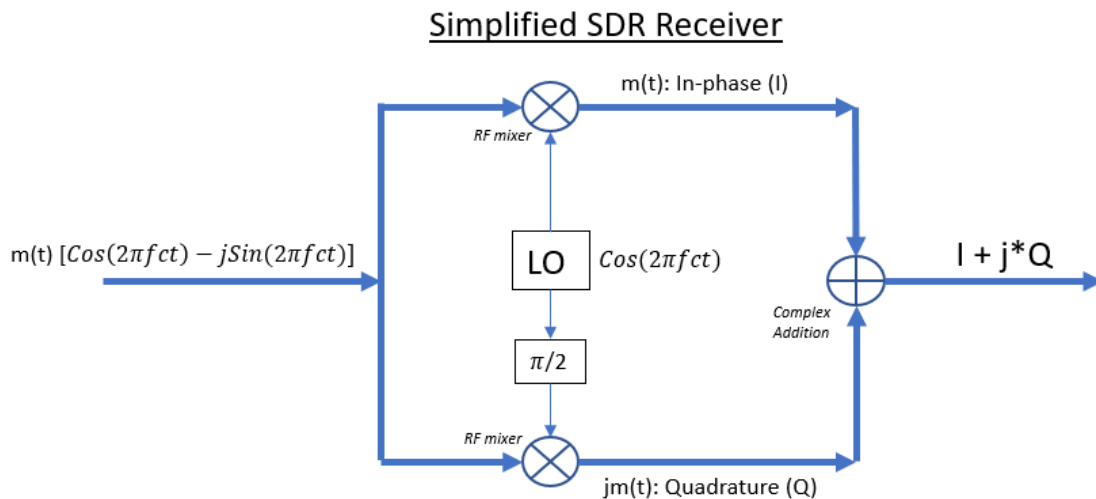 Simplified SDR Receiver
m(t): In-phase (I)
RF mixer
m(t) [Cos(2πfct) − jSin(2πfct)]
LO
Cos(2πfct)
I + j*Q
Complex
Addition
π/2
RF mixer
jm(t): Quadrature (Q)